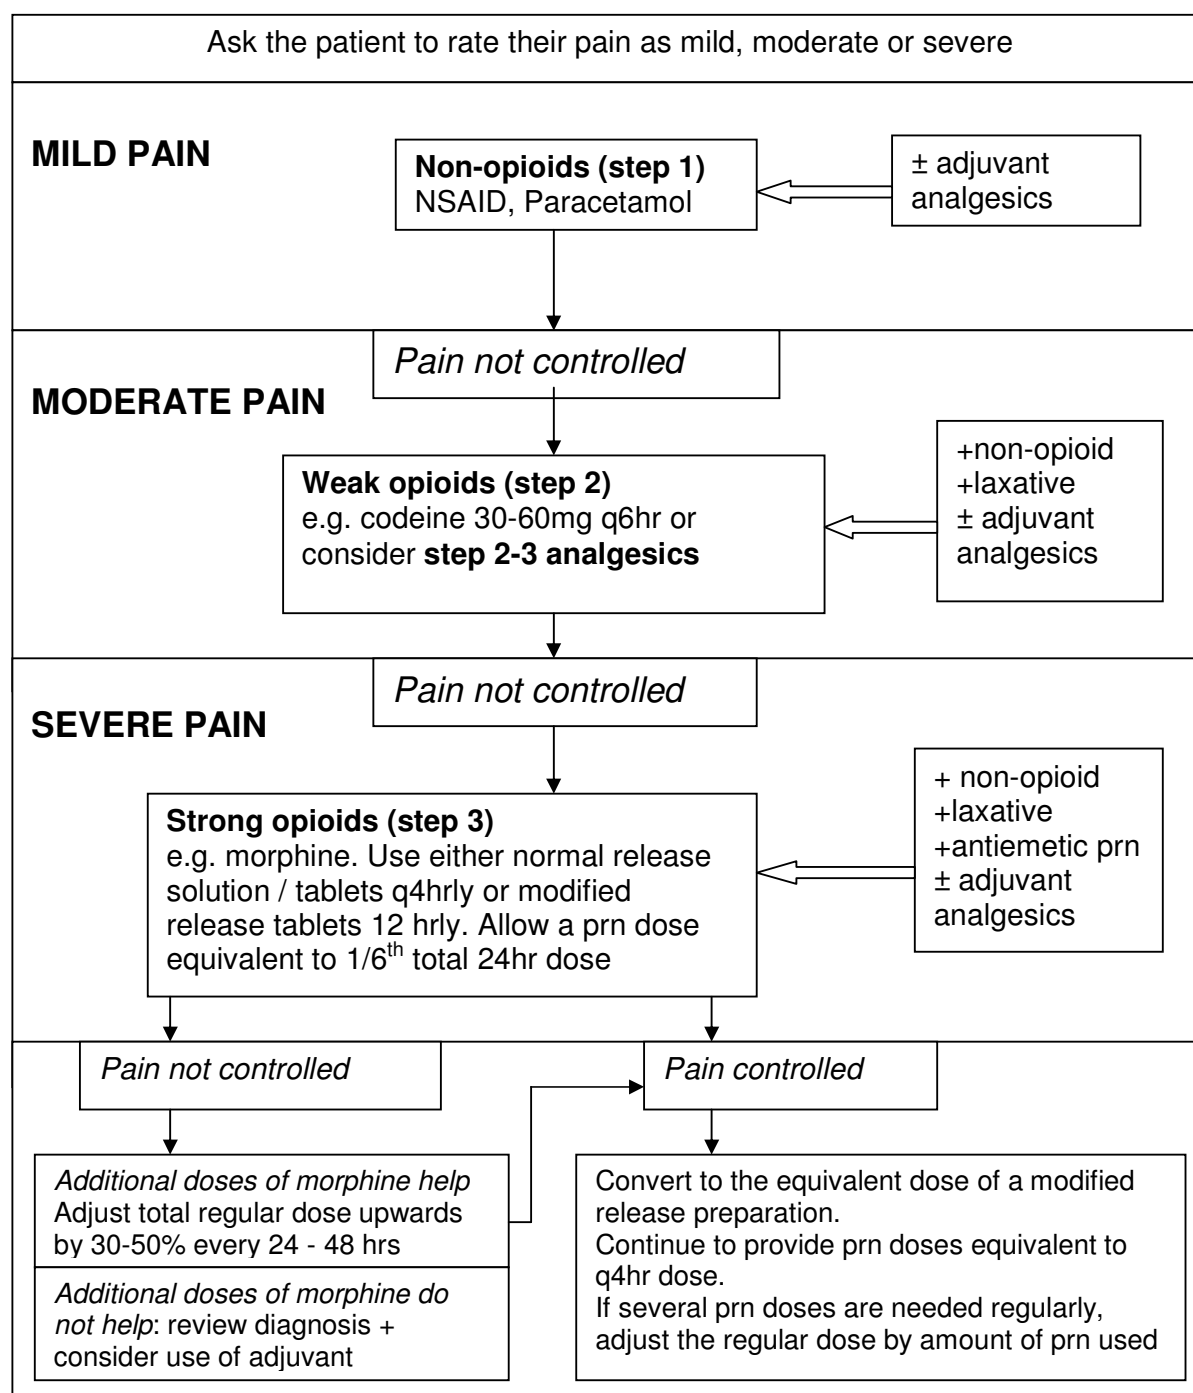 Ask the patient to rate their pain as mild, moderate or severe
MILD PAIN
Non-opioids (step 1)
NSAID, Paracetamol
± adjuvant
analgesics
Pain not controlled
MODERATE PAIN
Weak opioids (step 2)
e.g. codeine 30-60mg q6hr or
consider step 2-3 analgesics
+non-opioid
+laxative
± adjuvant
analgesics
Pain not controlled
SEVERE PAIN
Strong opioids (step 3)
e.g. morphine. Use either normal release
solution / tablets q4hrly or modified
release tablets 12 hrly. Allow a prn dose
equivalent to 1/6th total 24hr dose
+ non-opioid
+laxative
+antiemetic prn
± adjuvant
analgesics
Pain not controlled
Additional doses of morphine help
Adjust total regular dose upwards
by 30-50% every 24 - 48 hrs
Additional doses of morphine do
not help: review diagnosis +
consider use of adjuvant
Pain controlled
Convert to the equivalent dose of a modified
release preparation.
Continue to provide prn doses equivalent to
q4hr dose.
If several prn doses are needed regularly,
adjust the regular dose by amount of prn used